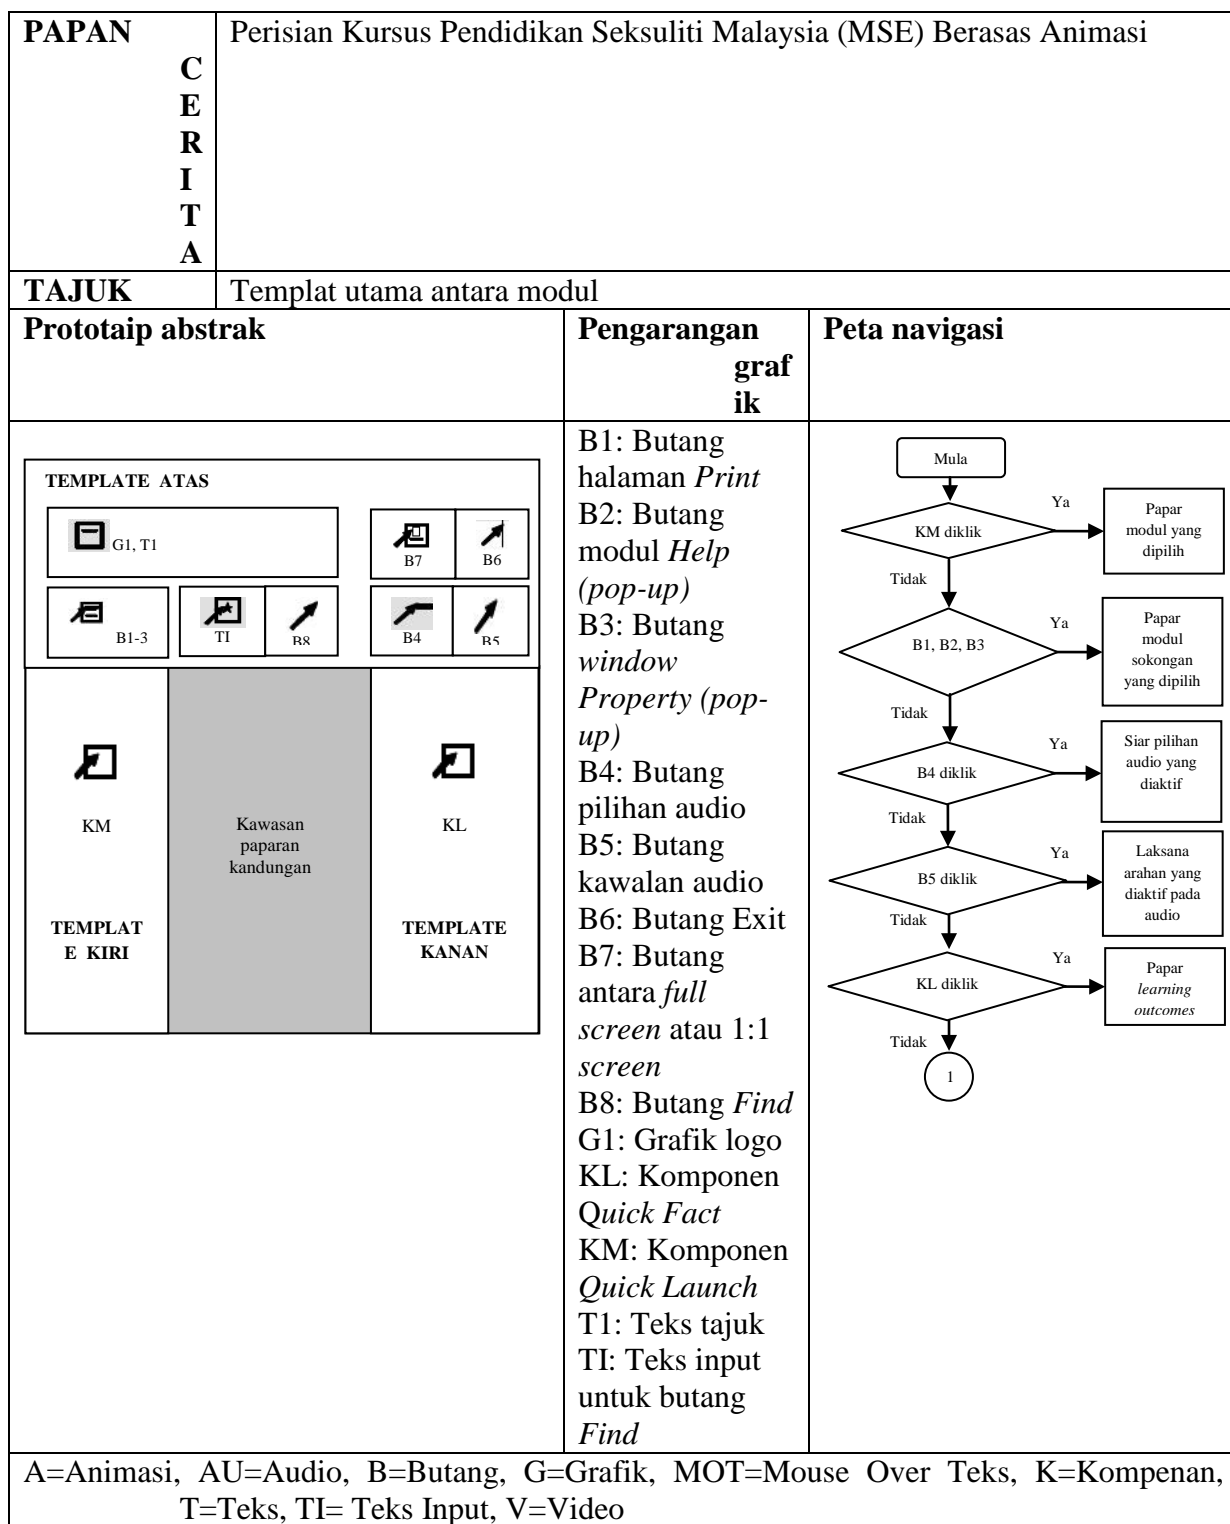 PAPAN
C
E
R
I
T
A
Perisian Kursus Pendidikan Seksuliti Malaysia (MSE) Berasas Animasi
TAJUK
Templat utama antara modul
Prototaip abstrak
Pengarangan
graf
ik
Peta navigasi
TEMPLATE ATAS
G1, T1
B7
B6
B1-3
TI
B8
B4
B5
KM
TEMPLAT
E KIRI
Kawasan
paparan
kandungan
KL
TEMPLATE
KANAN
B1: Butang
halaman Print
B2: Butang
modul Help
(pop-up)
B3: Butang
window
Property (pop-
up)
B4: Butang
pilihan audio
B5: Butang
kawalan audio
B6: Butang Exit
B7: Butang
antara full
screen atau 1:1
screen
B8: Butang Find
G1: Grafik logo
KL: Komponen
Quick Fact
KM: Komponen
Quick Launch
T1: Teks tajuk
TI: Teks input
untuk butang
Find
Mula
KM diklik
Ya
Papar
modul yang
dipilih
Tidak
B1, B2, B3
Ya
Papar
modul
sokongan
yang dipilih
Tidak
B4 diklik
Ya
Siar pilihan
audio yang
diaktif
Tidak
B5 diklik
Ya
Laksana
arahan yang
diaktif pada
audio
Tidak
KL diklik
Ya
Papar
learning
outcomes
Tidak
1
A=Animasi, AU=Audio, B=Butang, G=Grafik, MOT=Mouse Over Teks, K=Kompenan,
T=Teks, TI= Teks Input, V=Video